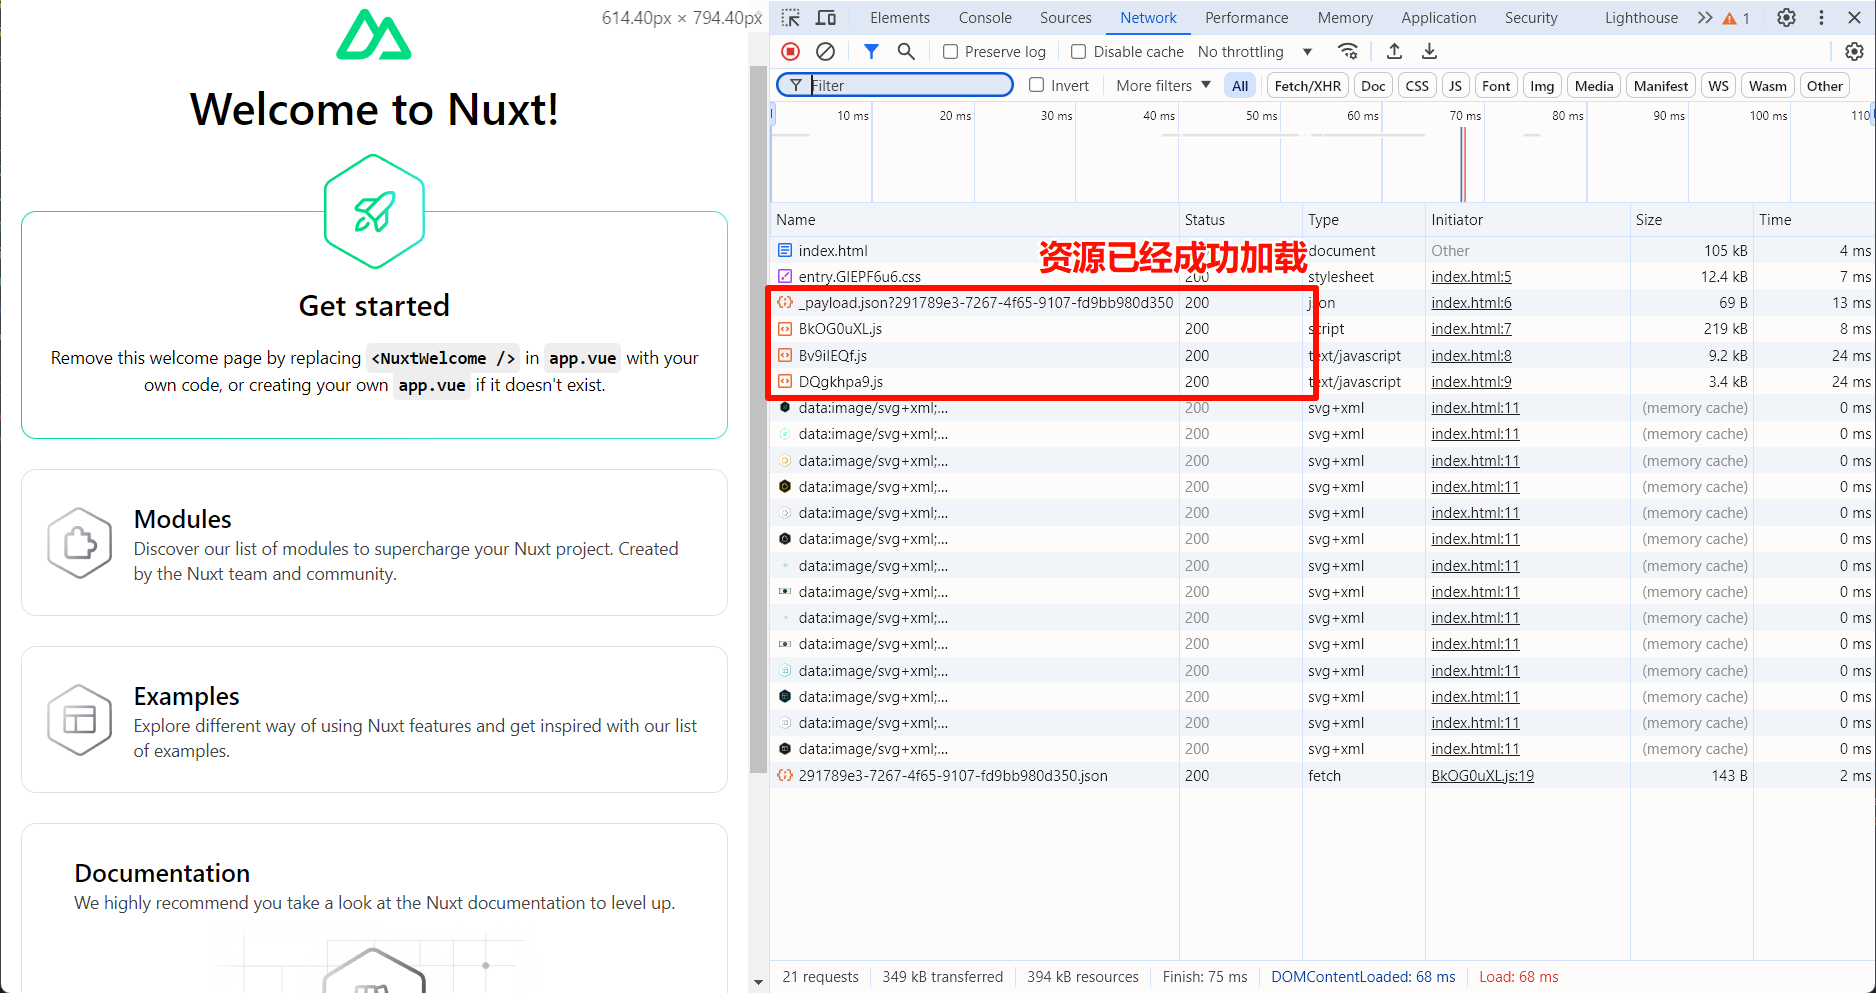 614.40px × 794.40px
Welcome to Nuxt!
Get started
Remove this welcome page by replacing <NuxtWelcome /> in app.vue with your
own code, or creating your own app.vue if it doesn't exist.
Modules
Discover our list of modules to supercharge your Nuxt project. Created
by the Nuxt team and community.
Examples
Explore different way of using Nuxt features and get inspired with our list
of examples.
Documentation
We highly recommend you take a look at the Nuxt documentation to level up.
Elements Console Sources Network Performance Memory Application Security Lighthouse 1
Preserve log Disable cache No throttling
Filter Invert More filters All Fetch/XHR Doc CSS JS Font Img Media Manifest WS Wasm Other
10 ms 20 ms 30 ms 40 ms 50 ms 60 ms 70 ms 80 ms 90 ms 100 ms 110
Name Status Type Initiator Size Time
资源已经成功加载
index.html document Other 105 kB 4 ms
entry.GlEPF6u6.css 200 stylesheet index.html:5 12.4 kB 7 ms
_payload.json?291789e3-7267-4f65-9107-fd9bb980d350 200 json index.html:6 69 B 13 ms
BkOG0uXL.js 200 script index.html:7 219 kB 8 ms
Bv9ilEQf.js 200 text/javascript index.html:8 9.2 kB 24 ms
DQgkhpa9.js 200 text/javascript index.html:9 3.4 kB 24 ms
data:image/svg+xml;... 200 svg+xml index.html:11 (memory cache) 0 ms
data:image/svg+xml;... 200 svg+xml index.html:11 (memory cache) 0 ms
data:image/svg+xml;... 200 svg+xml index.html:11 (memory cache) 0 ms
data:image/svg+xml;... 200 svg+xml index.html:11 (memory cache) 0 ms
data:image/svg+xml;... 200 svg+xml index.html:11 (memory cache) 0 ms
data:image/svg+xml;... 200 svg+xml index.html:11 (memory cache) 0 ms
data:image/svg+xml;... 200 svg+xml index.html:11 (memory cache) 0 ms
data:image/svg+xml;... 200 svg+xml index.html:11 (memory cache) 0 ms
data:image/svg+xml;... 200 svg+xml index.html:11 (memory cache) 0 ms
data:image/svg+xml;... 200 svg+xml index.html:11 (memory cache) 0 ms
data:image/svg+xml;... 200 svg+xml index.html:11 (memory cache) 0 ms
data:image/svg+xml;... 200 svg+xml index.html:11 (memory cache) 0 ms
data:image/svg+xml;... 200 svg+xml index.html:11 (memory cache) 0 ms
data:image/svg+xml;... 200 svg+xml index.html:11 (memory cache) 0 ms
291789e3-7267-4f65-9107-fd9bb980d350.json 200 fetch BkOG0uXL.js:19 143 B 2 ms
21 requests 349 kB transferred 394 kB resources Finish: 75 ms DOMContentLoaded: 68 ms Load: 68 ms